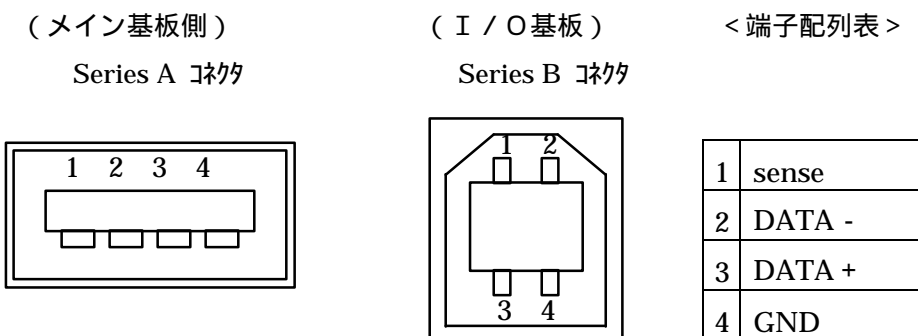 (メイン基板側)
Series A コネクタ
1 2 3 4
(I/O基板)
Series B コネクタ
1 2
3 4
<端子配列表>
1 sense
2 DATA -
3 DATA +
4 GND